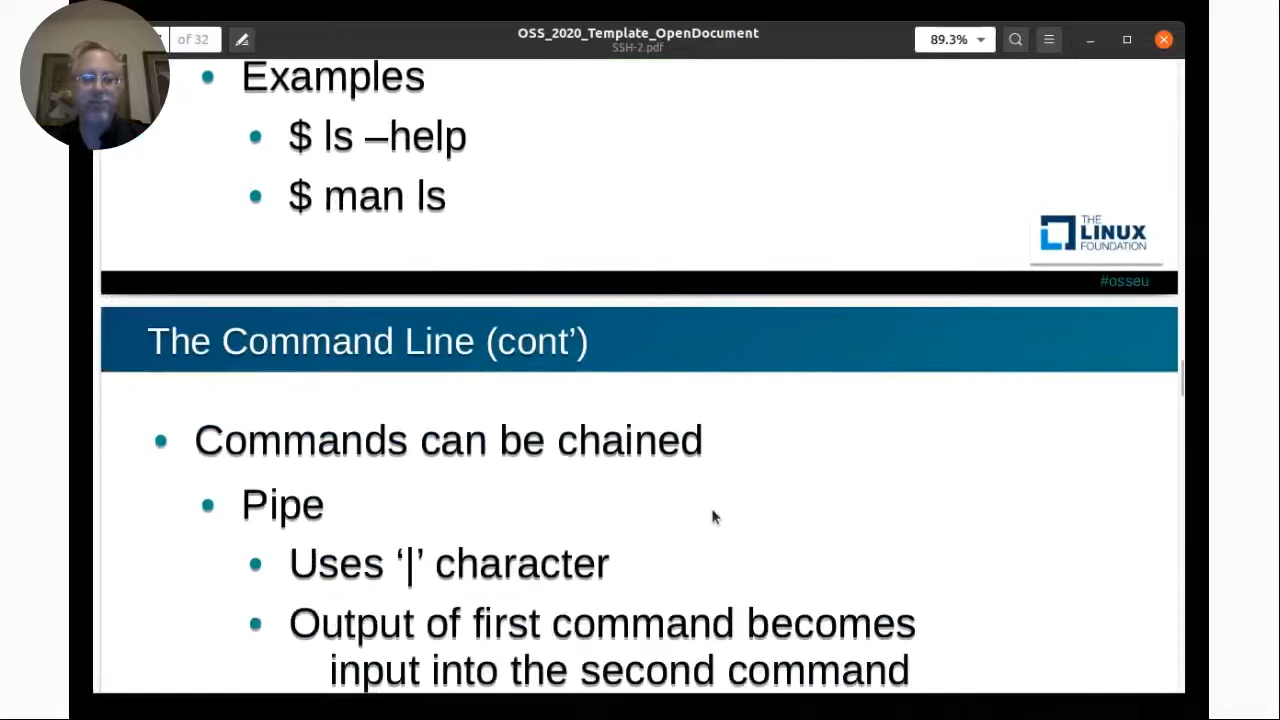 of 32
OSS_2020_Template_OpenDocument
SSH-2.pdf
89.3%
• Examples
• $ ls –help
• $ man ls
THE
LINUX
FOUNDATION
#osseu
The Command Line (cont’)
• Commands can be chained
• Pipe
• Uses ‘|’ character
• Output of first command becomes
input into the second command